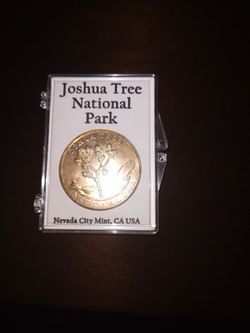 Joshua Tree
National
Park
Nevada City Mint, CA USA